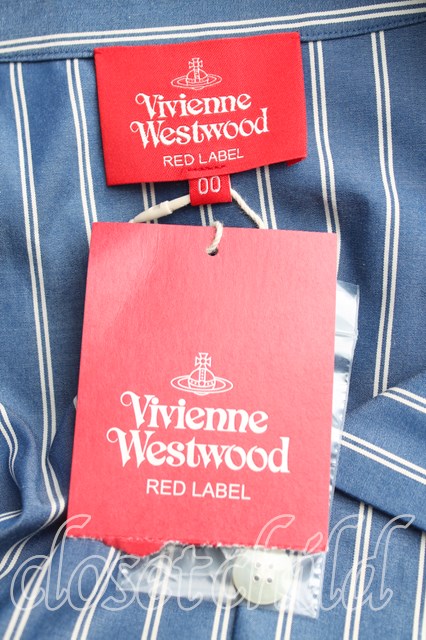 Vivienne
Westwood
RED LABEL
00
Vivienne
Westwood
RED LABEL
closetchild